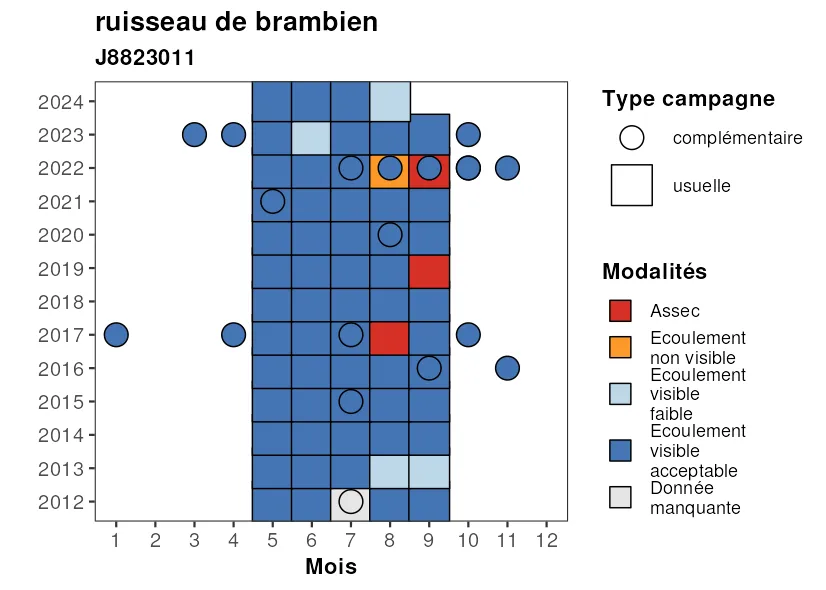 ruisseau de brambien
J8823011
2024
2023
2022
2021
2020
2019
2018
2017
2016
2015
2014
2013
2012
1 2 3 4 5 6 7 8 9 10 11 12
Mois
Type campagne
complémentaire
usuelle
Modalités
Assec
Ecoulement
non visible
Ecoulement
visible
faible
Ecoulement
visible
acceptable
Donnée
manquante